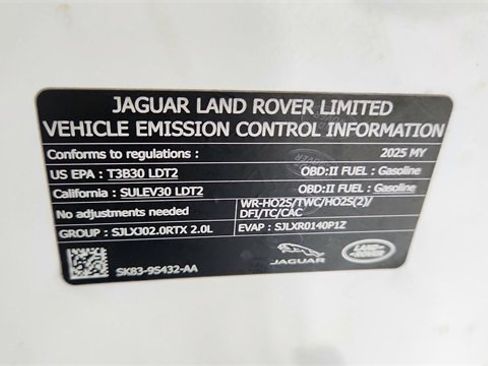 JAGUAR LAND ROVER LIMITED
VEHICLE EMISSION CONTROL INFORMATION
Conforms to regulations : 2025 MY
US EPA : T3B30 LDT2 OBD:II FUEL : Gasoline
California : SULEV30 LDT2 OBD:II FUEL : Gasoline
No adjustments needed WR-HO2S/TWC/HO2S(2)/
DFI/TC/CAC
GROUP : SJLXJ02.0RTX 2.0L EVAP : SJLXR0140P1Z
SK83-9S432-AA
JAGUAR
LAND-
ROVER